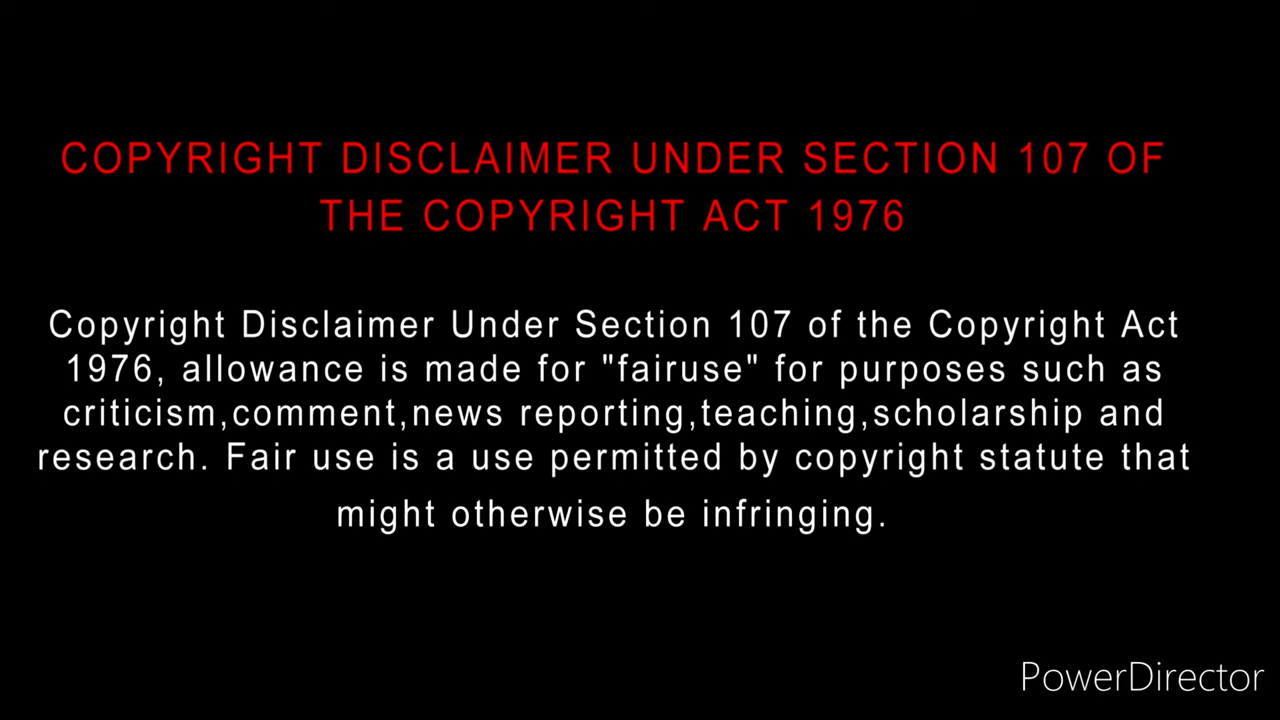 COPYRIGHT DISCLAIMER UNDER SECTION 107 OF
THE COPYRIGHT ACT 1976
Copyright Disclaimer Under Section 107 of the Copyright Act
1976, allowance is made for "fairuse" for purposes such as
criticism,comment,news reporting,teaching,scholarship and
research. Fair use is a use permitted by copyright statute that
might otherwise be infringing.
PowerDirector